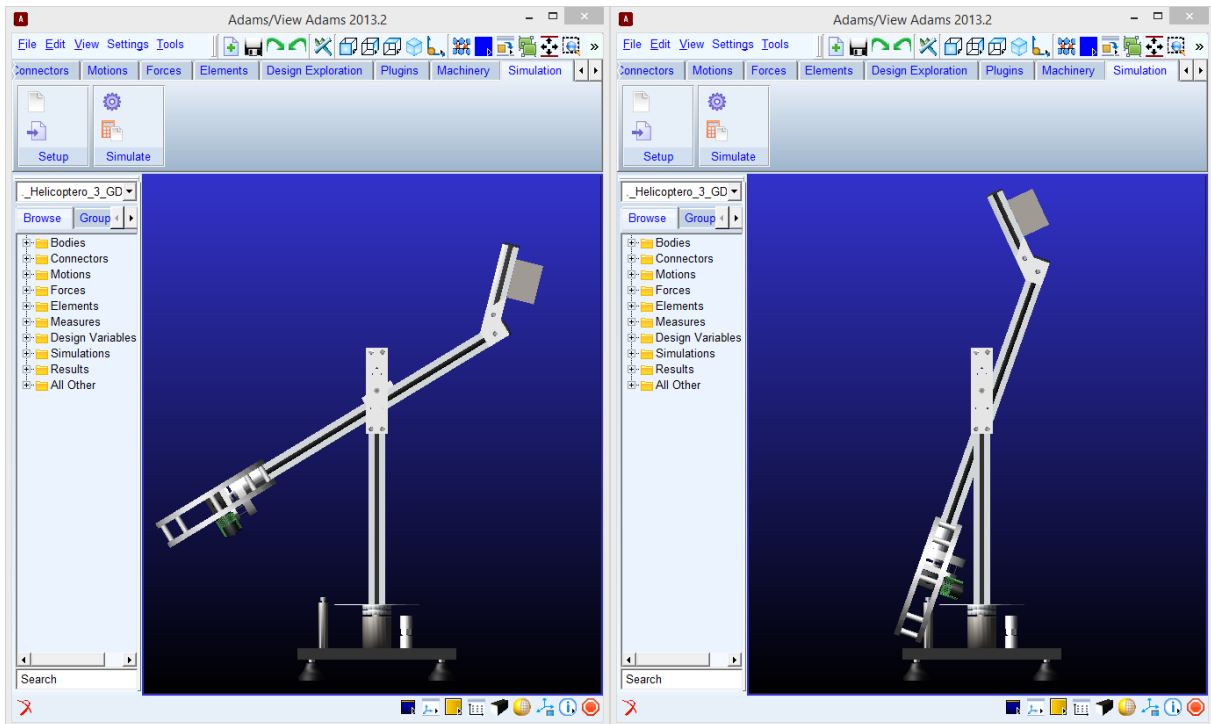 Adams/View Adams 2013.2
File Edit View Settings Tools
Connectors Motions Forces Elements Design Exploration Plugins Machinery Simulation
Setup Simulate
._Helicoptero_3_GD
Browse Group
Bodies
Connectors
Motions
Forces
Elements
Measures
Design Variables
Simulations
Results
All Other
Search
Adams/View Adams 2013.2
File Edit View Settings Tools
Connectors Motions Forces Elements Design Exploration Plugins Machinery Simulation
Setup Simulate
._Helicoptero_3_GD
Browse Group
Bodies
Connectors
Motions
Forces
Elements
Measures
Design Variables
Simulations
Results
All Other
Search